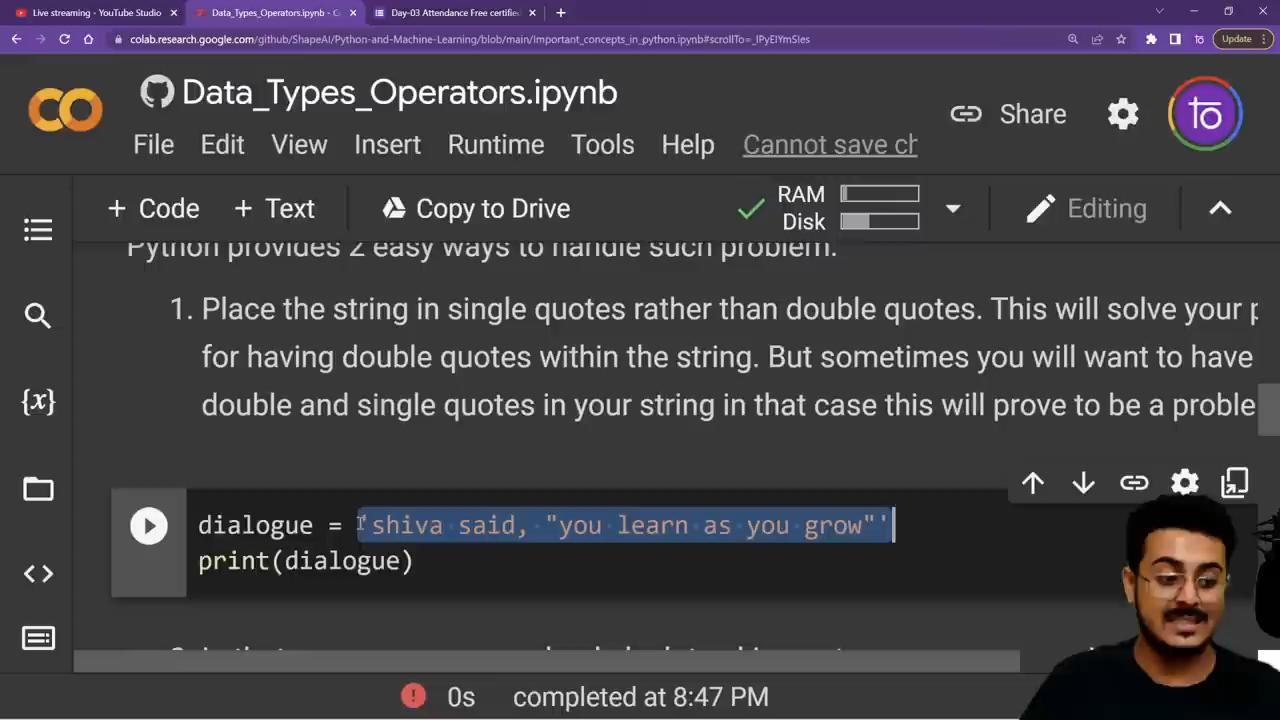 Live streaming - YouTube Studio
Data_Types_Operators.ipynb - C
Day-03 Attendance Free certified
colab.research.google.com/github/ShapeAI/Python-and-Machine-Learning/blob/main/Important_concepts_in_python.ipynb#scrollTo=_IPyEIYmSIes
Update
Data_Types_Operators.ipynb
Share
to
File Edit View Insert Runtime Tools Help Cannot save ch
+ Code + Text Copy to Drive
RAM
Disk
Editing
Python provides 2 easy ways to handle such problem.
1. Place the string in single quotes rather than double quotes. This will solve your p
for having double quotes within the string. But sometimes you will want to have
double and single quotes in your string in that case this will prove to be a proble
{x}
dialogue = 'shiva said, "you learn as you grow"'
print(dialogue)
0s completed at 8:47 PM